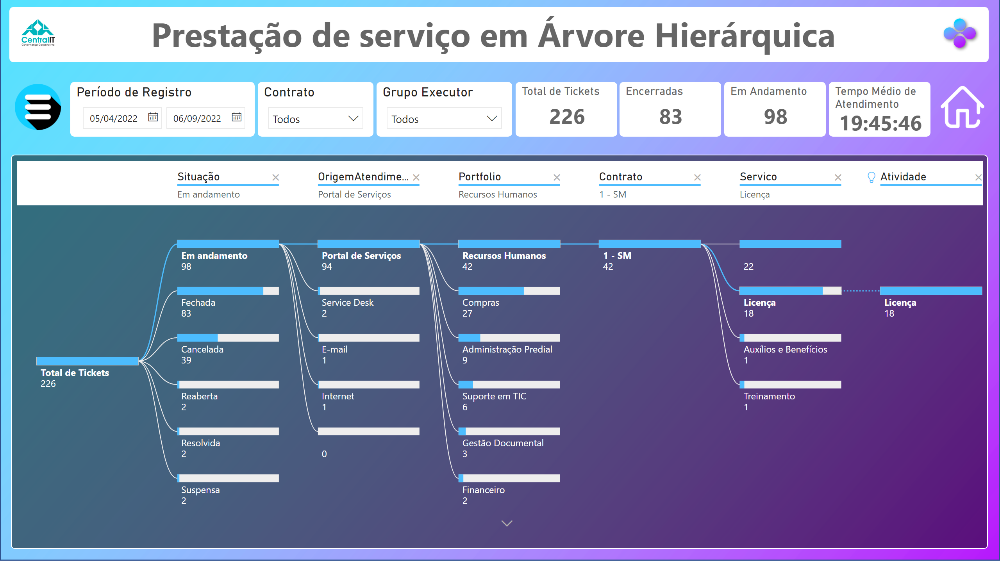 CentralIT
Governança Corporativa
Prestação de serviço em Árvore Hierárquica
Período de Registro
05/04/2022
06/09/2022
Contrato
Todos
Grupo Executor
Todos
Total de Tickets
226
Encerradas
83
Em Andamento
98
Tempo Médio de
Atendimento
19:45:46
Situação
Em andamento
OrigemAtendime...
Portal de Serviços
Portfolio
Recursos Humanos
Contrato
1 - SM
Servico
Licença
Atividade
Total de Tickets
226
Em andamento
98
Fechada
83
Cancelada
39
Reaberta
2
Resolvida
2
Suspensa
2
Portal de Serviços
94
Service Desk
2
E-mail
1
Internet
1
0
Recursos Humanos
42
Compras
27
Administração Predial
9
Suporte em TIC
6
Gestão Documental
3
Financeiro
2
1 - SM
42
22
Licença
18
Auxílios e Benefícios
1
Treinamento
1
Licença
18